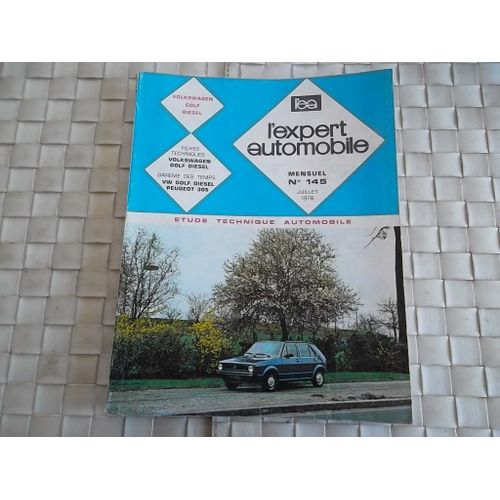 VOLKSWAGEN
GOLF
DIESEL
FICHES
TECHNIQUES
VOLKSWAGEN
GOLF DIESEL
BAREME DES TEMPS
VW GOLF DIESEL
PEUGEOT 305
lea
l'expert
automobile
MENSUEL
N° 145
JUILLET
1978
ETUDE TECHNIQUE AUTOMOBILE